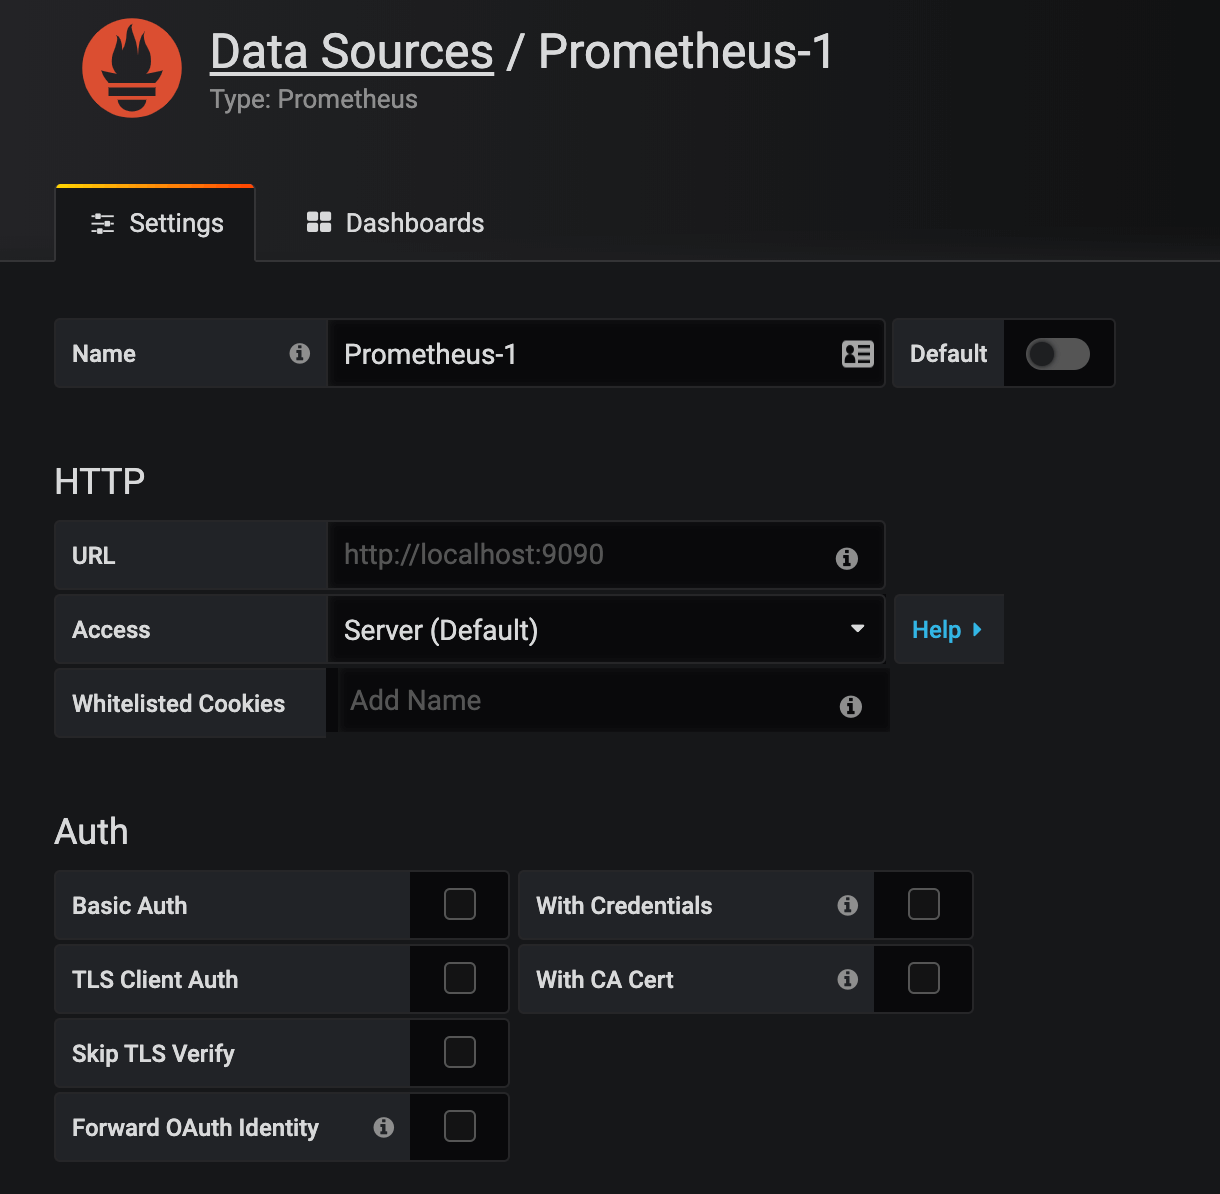 Data Sources / Prometheus-1
Type: Prometheus
Settings
Dashboards
Name
Prometheus-1
Default
HTTP
URL
http://localhost:9090
Access
Server (Default)
Help
Whitelisted Cookies
Add Name
Auth
Basic Auth
With Credentials
TLS Client Auth
With CA Cert
Skip TLS Verify
Forward OAuth Identity